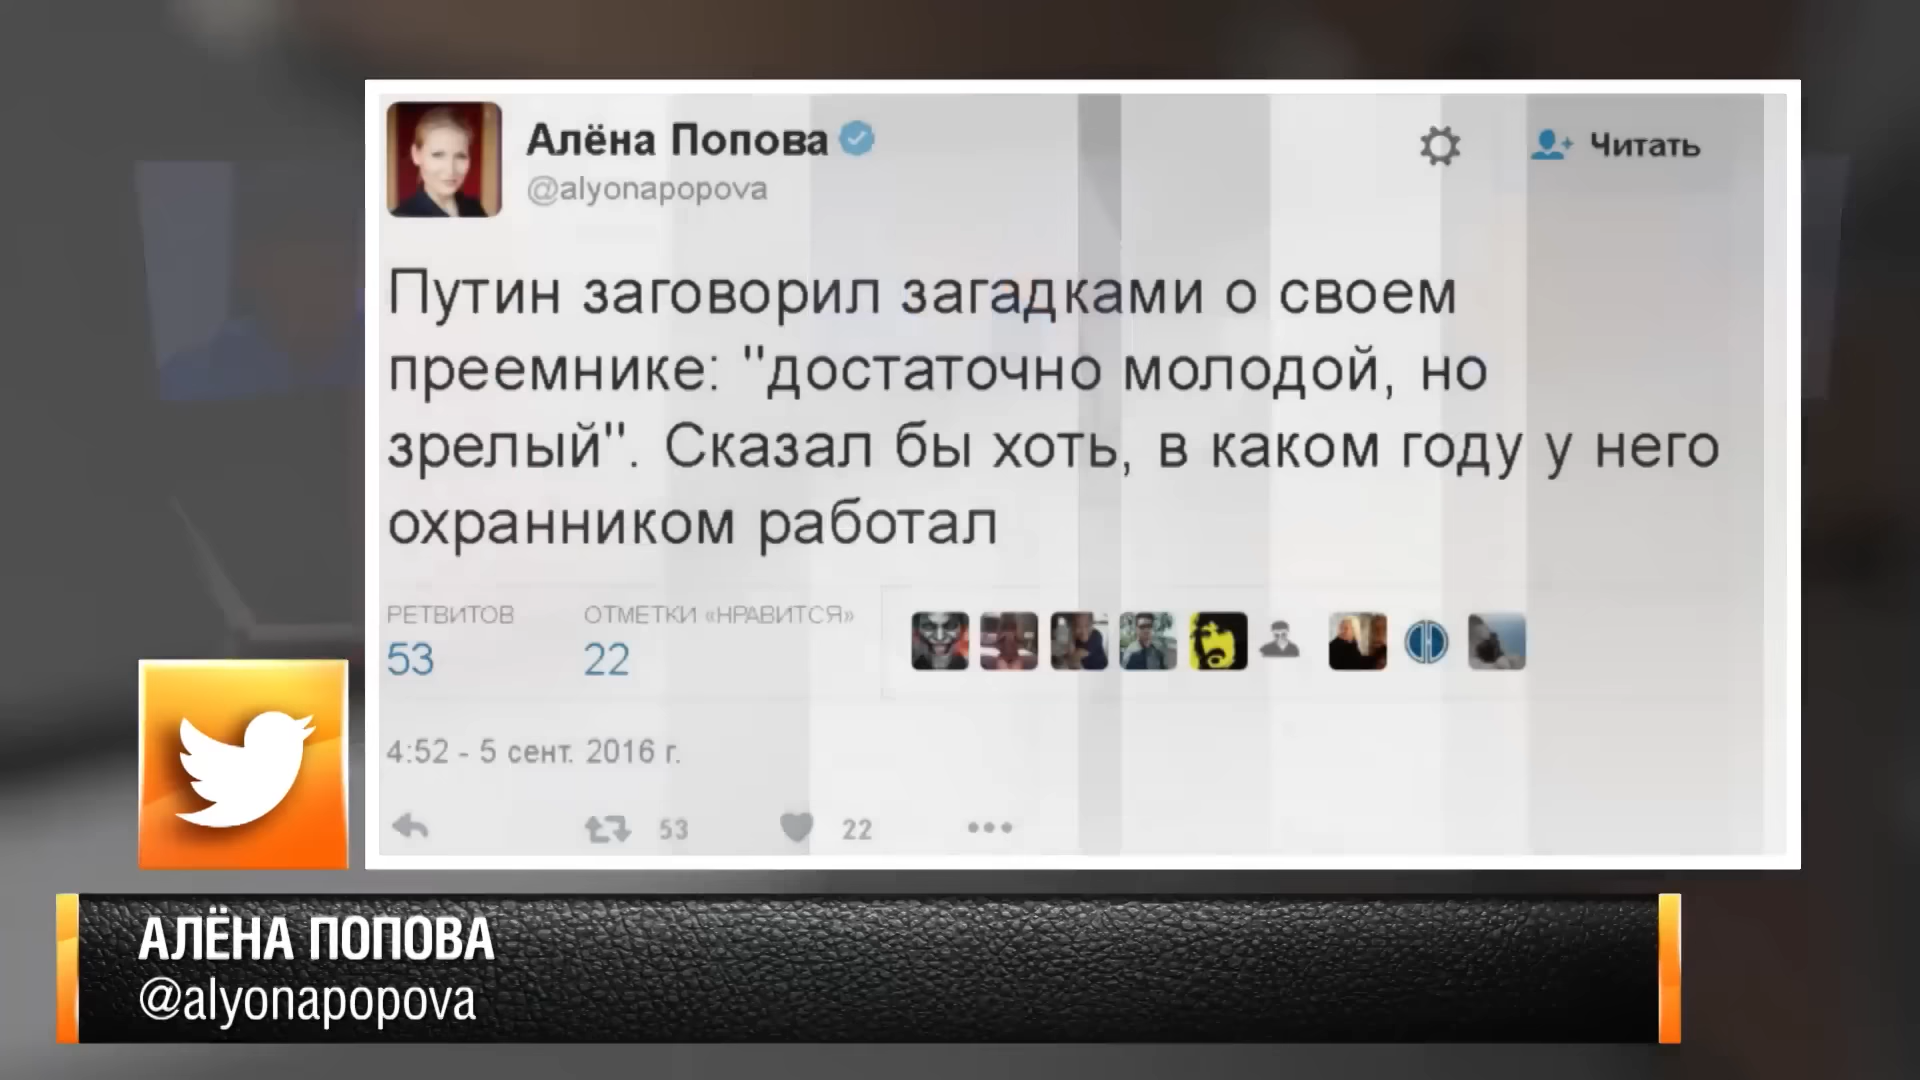 Алёна Попова
@alyonapopova
Читать
Путин заговорил загадками о своем
преемнике: "достаточно молодой, но
зрелый". Сказал бы хоть, в каком году у него
охранником работал
РЕТВИТОВ
53
ОТМЕТКИ «НРАВИТСЯ»
22
4:52 - 5 сент. 2016 г.
53
22
АЛЁНА ПОПОВА
@alyonapopova